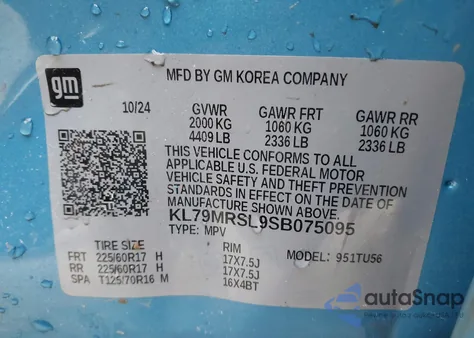 gm
MFD BY GM KOREA COMPANY
10/24 GVWR GAWR FRT GAWR RR
2000 KG 1060 KG 1060 KG
4409 LB 2336 LB 2336 LB
THIS VEHICLE CONFORMS TO ALL
APPLICABLE U.S. FEDERAL MOTOR
VEHICLE SAFETY AND THEFT PREVENTION
STANDARDS IN EFFECT ON THE DATE OF
MANUFACTURE SHOWN ABOVE.
KL79MRSL9SB075095
TYPE: MPV MODEL: 951TU56
TIRE SIZE RIM
FRT 225/60R17 H 17X7.5J
RR 225/60R17 H 17X7.5J
SPA T125/70R16 M 16X4BT
autoSnap